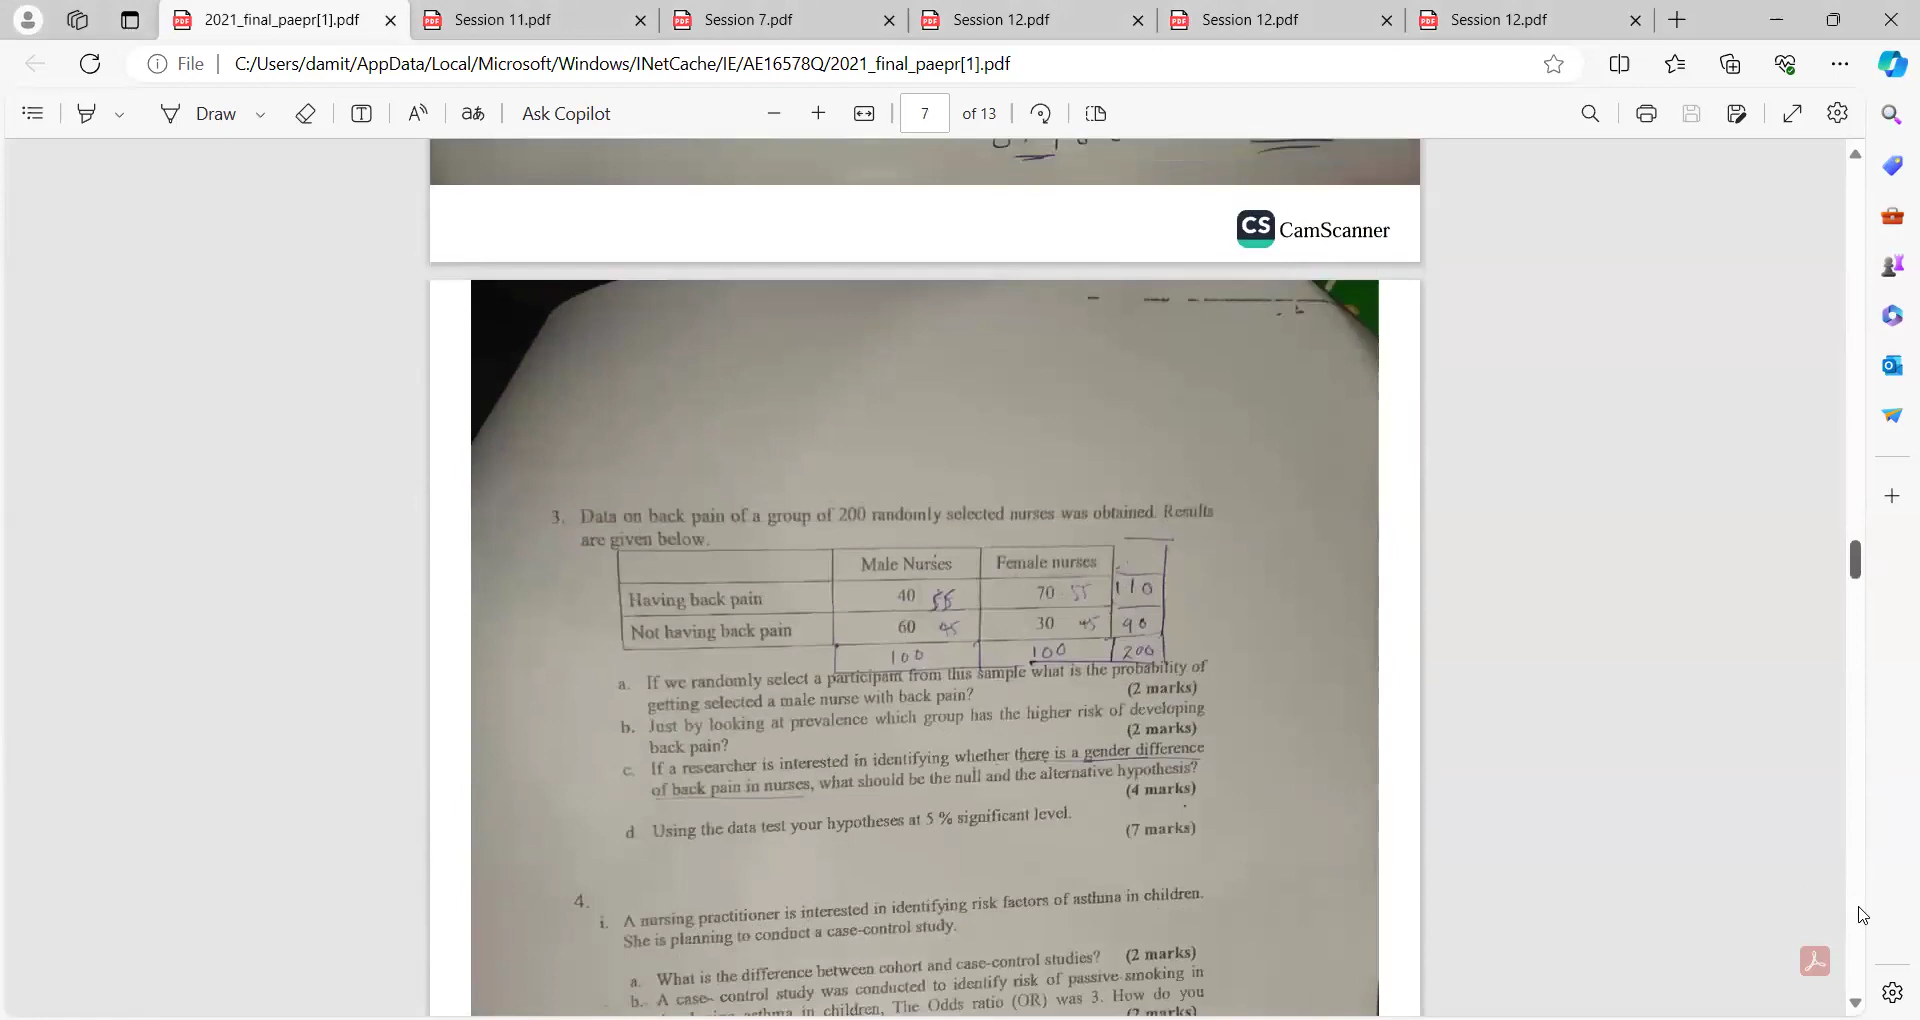 2021_final_paepr[1].pdf
Session 11.pdf
Session 7.pdf
Session 12.pdf
Session 12.pdf
Session 12.pdf
File
C:/Users/damit/AppData/Local/Microsoft/Windows/INetCache/IE/AE16578Q/2021_final_paepr[1].pdf
Draw
Ask Copilot
7 of 13
CS CamScanner
3. Data on back pain of a group of 200 randomly selected nurses was obtained. Results
are given below.
Male Nurses Female nurses
Having back pain 40 55 70 55 110
Not having back pain 60 45 30 45 90
100 100 200
a. If we randomly select a participant from this sample what is the probability of
getting selected a male nurse with back pain? (2 marks)
b. Just by looking at prevalence which group has the higher risk of developing
back pain? (2 marks)
c. If a researcher is interested in identifying whether there is a gender difference
of back pain in nurses, what should be the null and the alternative hypothesis?
(4 marks)
d Using the data test your hypotheses at 5 % significant level.
(7 marks)
4.
i. A nursing practitioner is interested in identifying risk factors of asthma in children.
She is planning to conduct a case-control study.
a. What is the difference between cohort and case-control studies? (2 marks)
b. A case- control study was conducted to identify risk of passive smoking in
asthma in children, The Odds ratio (OR) was 3. How do you
(2 marks)